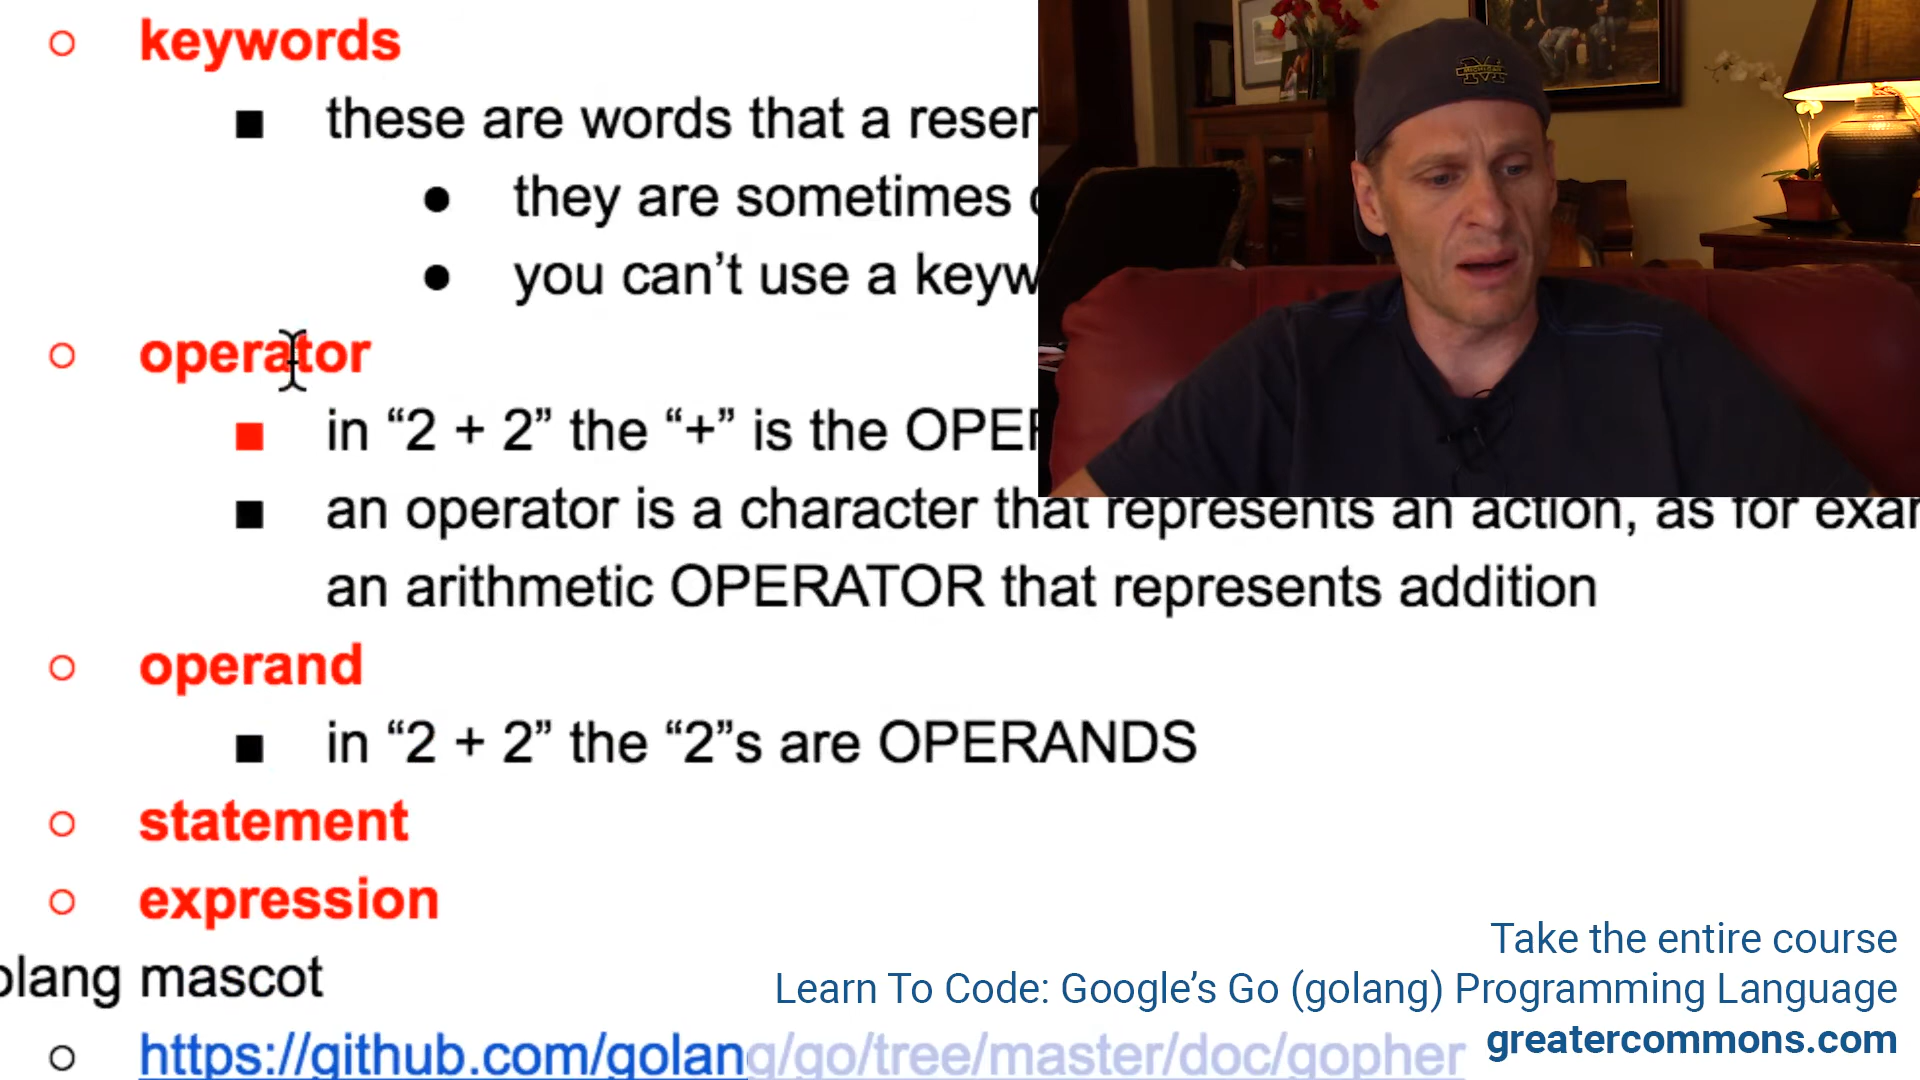 keywords
these are words that a reser
they are sometimes
you can't use a keyw
operator
in “2 + 2” the “+” is the OPER
an operator is a character that represents an action, as for exar
an arithmetic OPERATOR that represents addition
operand
in “2 + 2” the “2”s are OPERANDS
statement
expression
olang mascot
https://github.com/golang/go/tree/master/doc/gopher
Take the entire course
Learn To Code: Google’s Go (golang) Programming Language
greatercommons.com